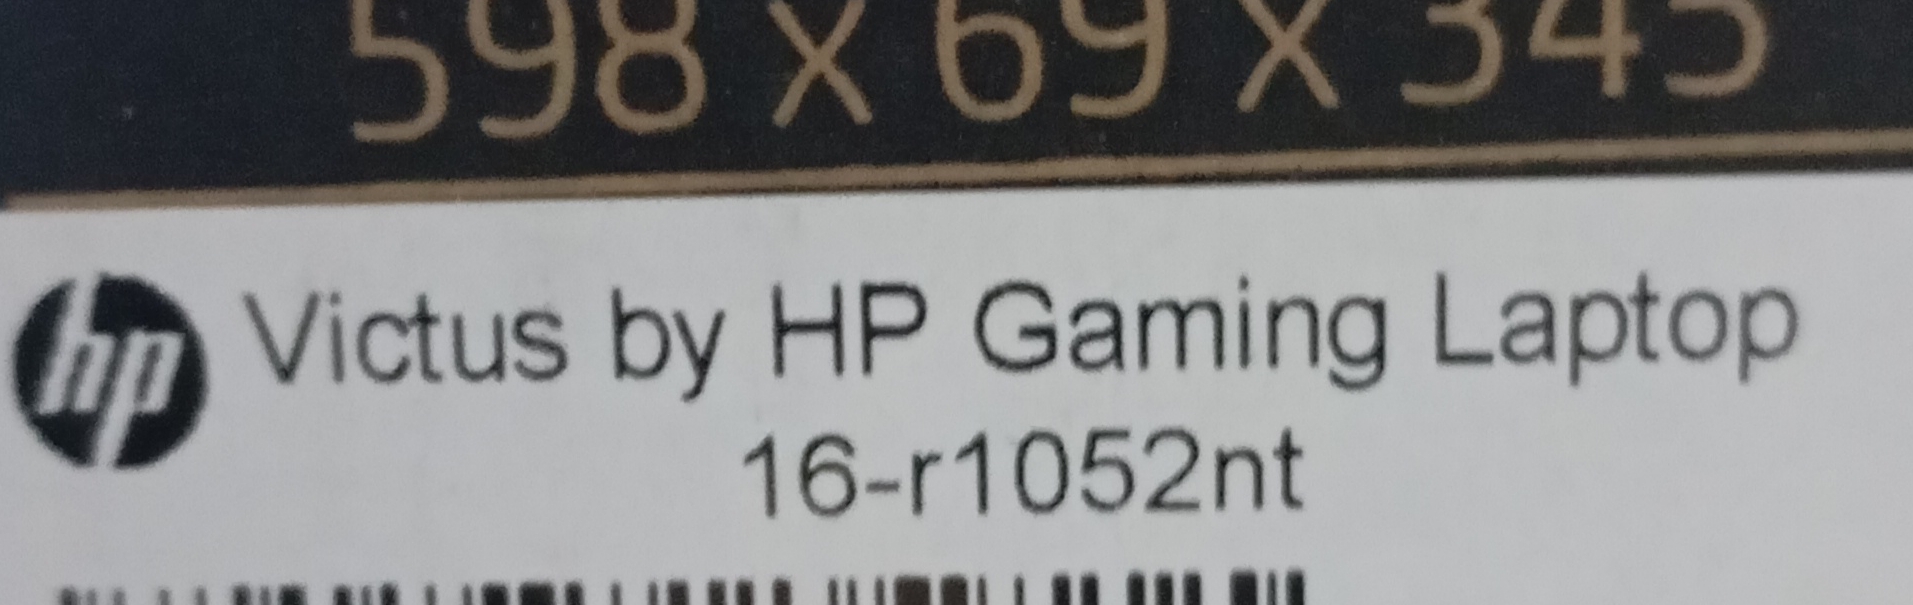 598 x 69 x 345
hp Victus by HP Gaming Laptop
16-r1052nt